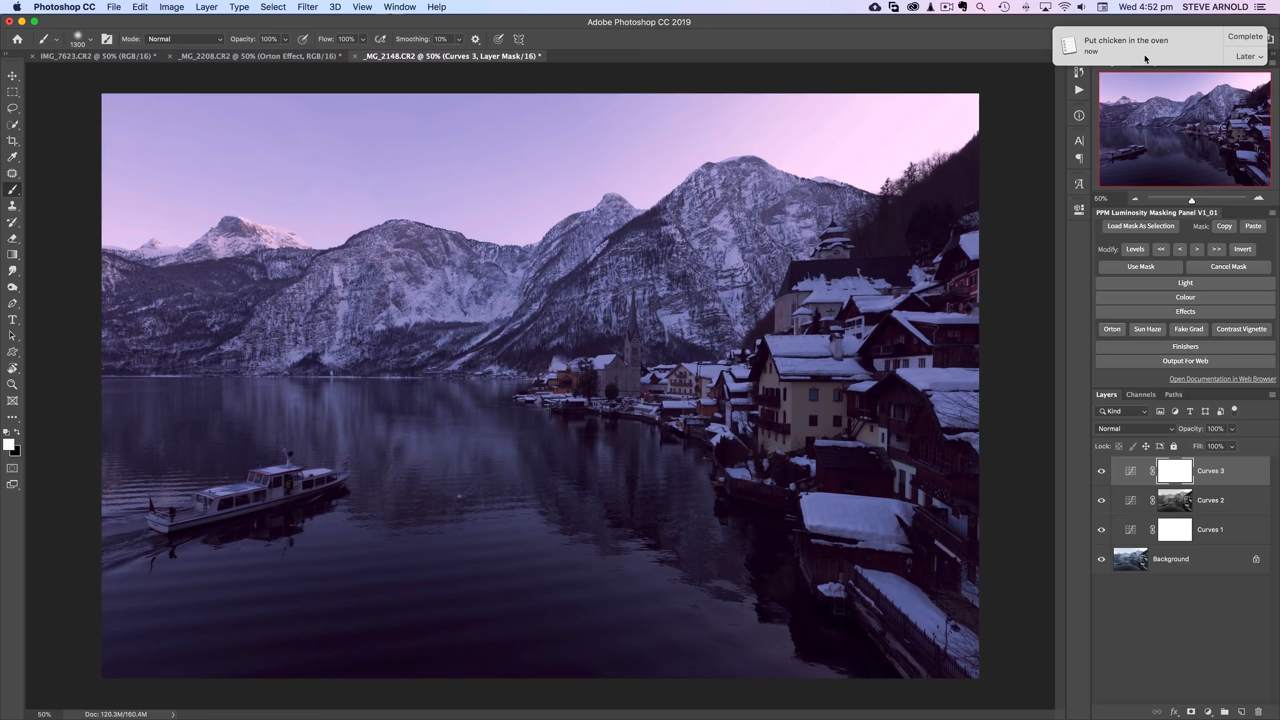 Photoshop CC File Edit Image Layer Type Select Filter 3D View Window Help Wed 4:52 pm STEVE ARNOLD
Adobe Photoshop CC 2019
1300 Mode: Normal Opacity: 100% Flow: 100% Smoothing: 10%
IMG_7623.CR2 @ 50% (RGB/16) * _MG_2208.CR2 @ 50% (Orton Effect, RGB/16) * _MG_2148.CR2 @ 50% (Curves 3, Layer Mask/16) *
Put chicken in the oven
now
Complete
Later
50%
PPM Luminosity Masking Panel V1_01
Load Mask As Selection Mask: Copy Paste
Modify: Levels << < > >> Invert
Use Mask Cancel Mask
Light
Colour
Effects
Orton Sun Haze Fake Grad Contrast Vignette
Finishers
Output For Web
Open Documentation in Web Browser
Layers Channels Paths
Kind
Normal Opacity: 100%
Lock: Fill: 100%
Curves 3
Curves 2
Curves 1
Background
50% Doc: 120.3M/160.4M